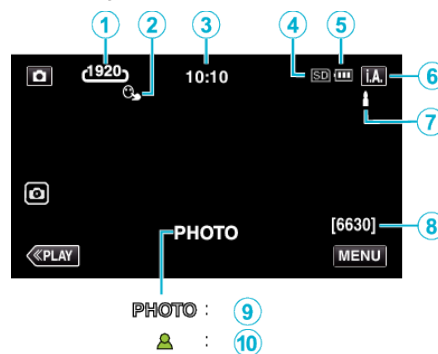 1 2 3 4 5
1920 10:10 SD i.A. 6
7
PHOTO [6630] 8
≪PLAY MENU
PHOTO : 9
: 10